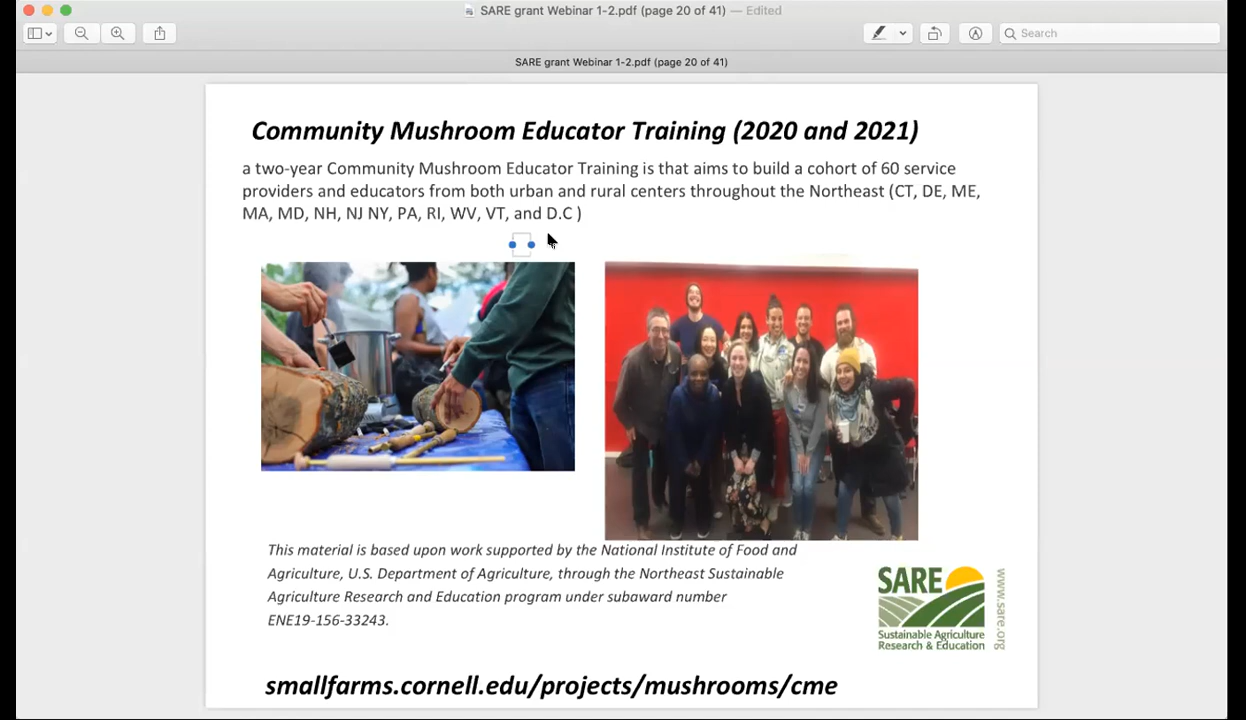 SARE grant Webinar 1-2.pdf (page 20 of 41) — Edited
Search
SARE grant Webinar 1-2.pdf (page 20 of 41)
Community Mushroom Educator Training (2020 and 2021)
a two-year Community Mushroom Educator Training is that aims to build a cohort of 60 service
providers and educators from both urban and rural centers throughout the Northeast (CT, DE, ME,
MA, MD, NH, NJ NY, PA, RI, WV, VT, and D.C )
This material is based upon work supported by the National Institute of Food and
Agriculture, U.S. Department of Agriculture, through the Northeast Sustainable
Agriculture Research and Education program under subaward number
ENE19-156-33243.
SARE
Sustainable Agriculture
Research & Education
www.sare.org
smallfarms.cornell.edu/projects/mushrooms/cme